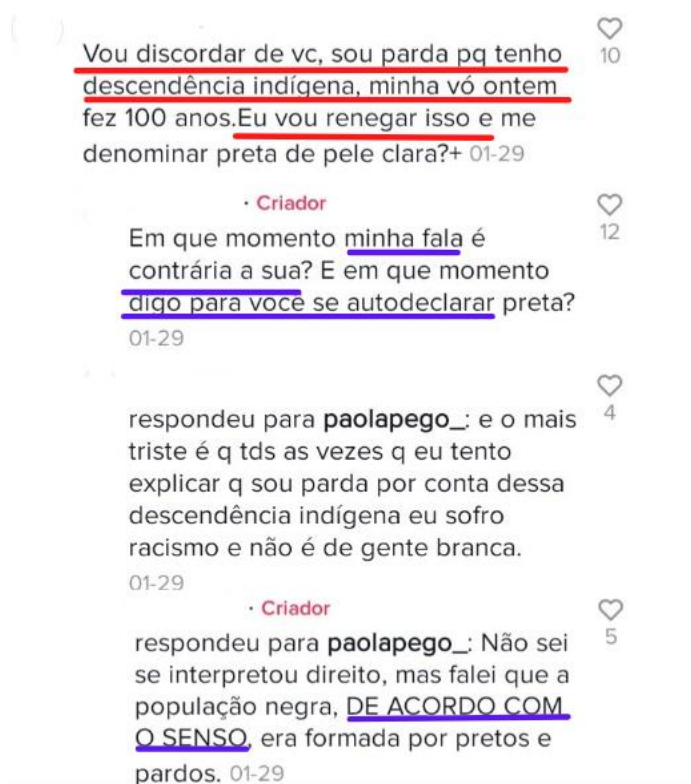 10
Vou discordar de vc, sou parda pq tenho
descendência indígena, minha vó ontem
fez 100 anos.Eu vou renegar isso e me
denominar preta de pele clara?+ 01-29
· Criador
12
Em que momento minha fala é
contrária a sua? E em que momento
digo para você se autodeclarar preta?
01-29
4
respondeu para paolapego_: e o mais
triste é q tds as vezes q eu tento
explicar q sou parda por conta dessa
descendência indígena eu sofro
racismo e não é de gente branca.
01-29
· Criador
5
respondeu para paolapego_: Não sei
se interpretou direito, mas falei que a
população negra, DE ACORDO COM
O SENSO, era formada por pretos e
pardos. 01-29